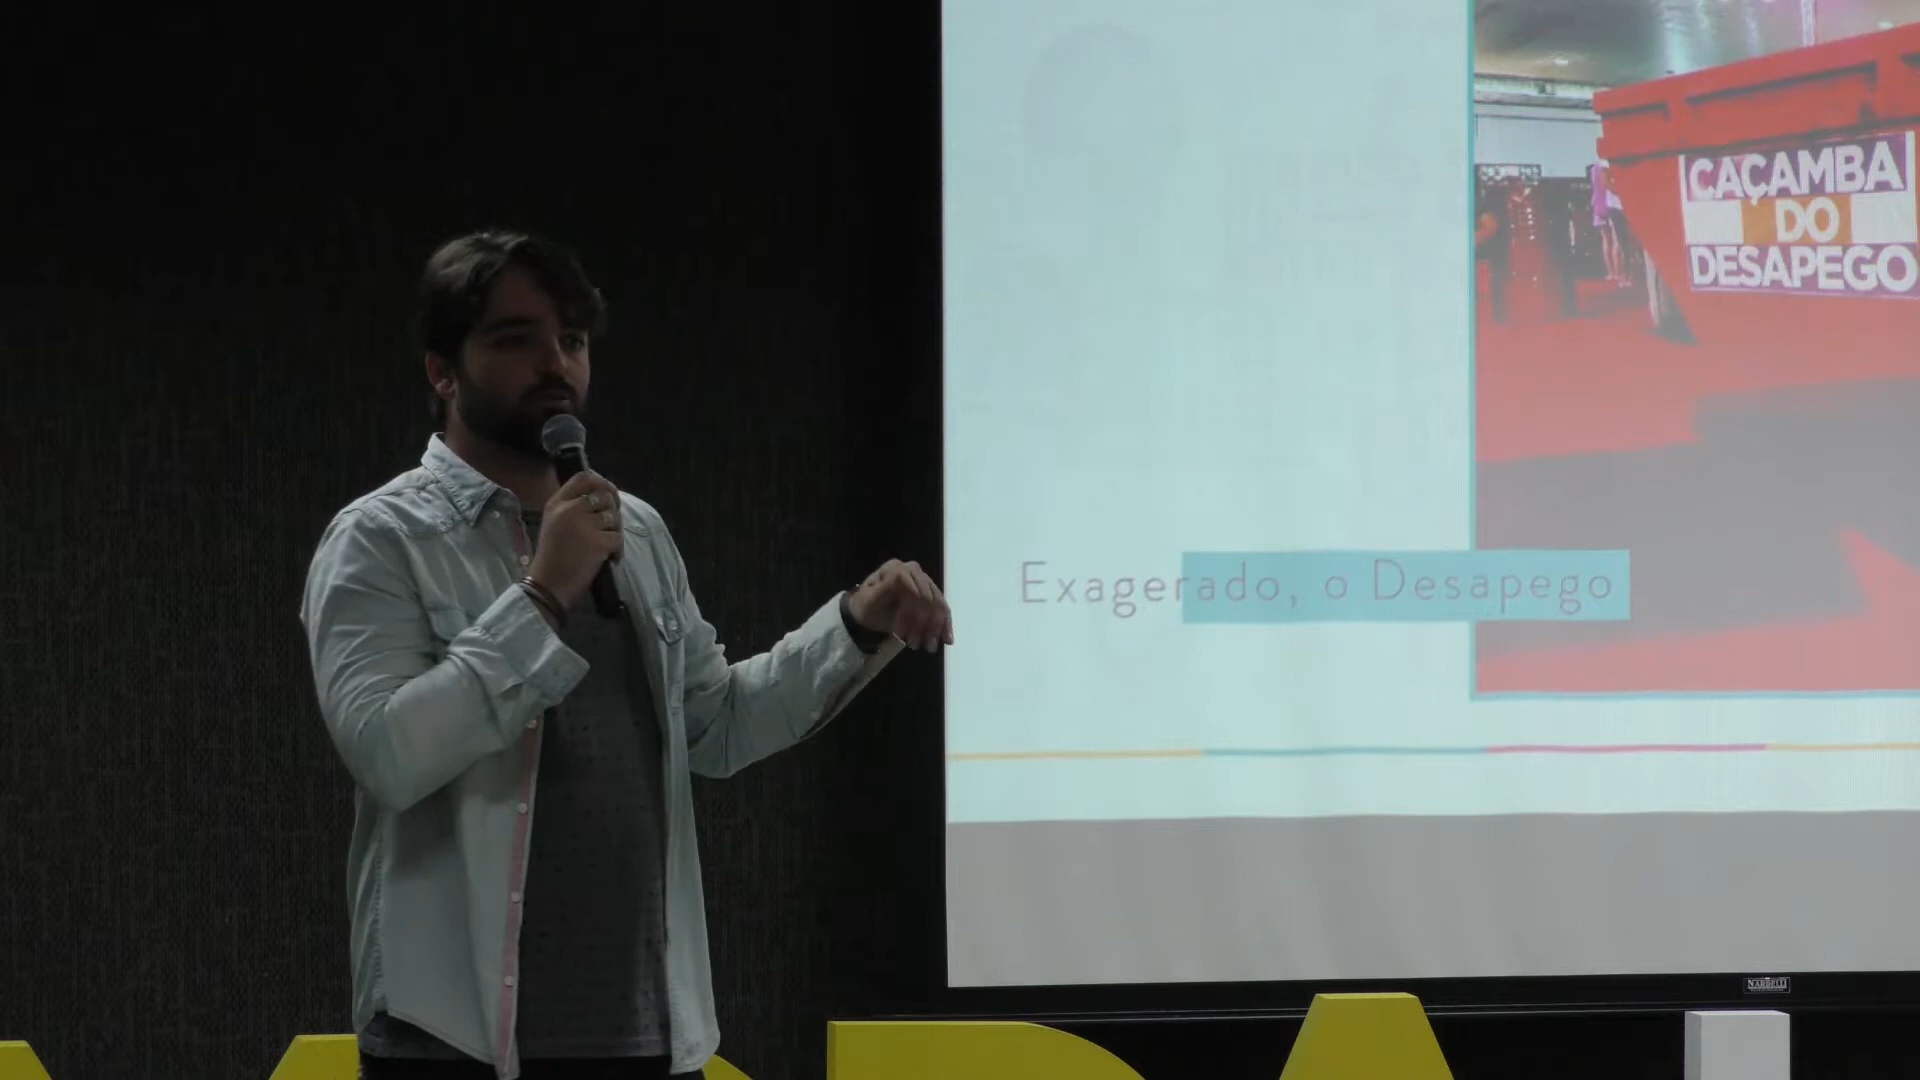 CAÇAMBA
DO
DESAPEGO
Exagerado, o Desapego
NARDELLI